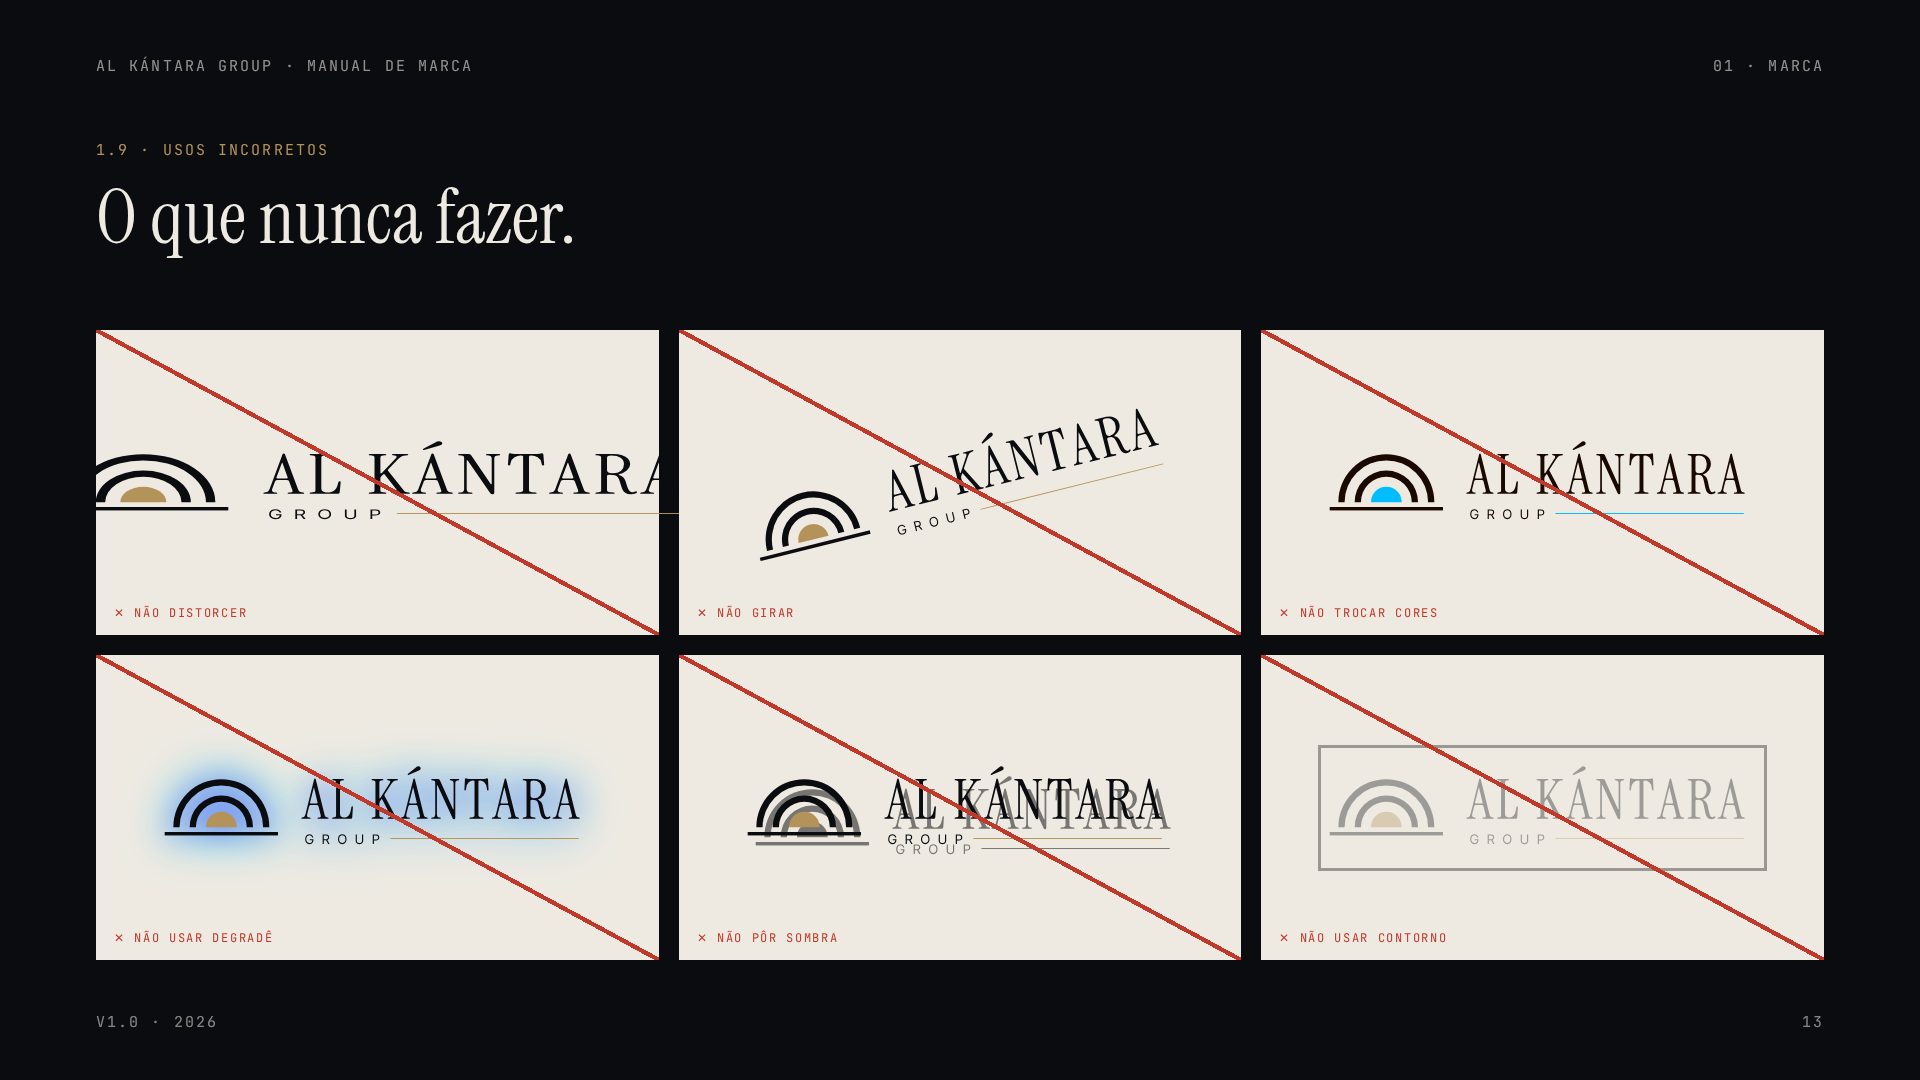 AL KÁNTARA GROUP · MANUAL DE MARCA
01 · MARCA
1.9 · USOS INCORRETOS
O que nunca fazer.
AL KÁNTARA
GROUP
× NÃO DISTORCER
AL KÁNTARA
GROUP
× NÃO GIRAR
AL KÁNTARA
GROUP
× NÃO TROCAR CORES
AL KÁNTARA
GROUP
× NÃO USAR DEGRADÊ
AL KÁNTARA
GROUP
× NÃO PÔR SOMBRA
AL KÁNTARA
GROUP
× NÃO USAR CONTORNO
V1.0 · 2026
13